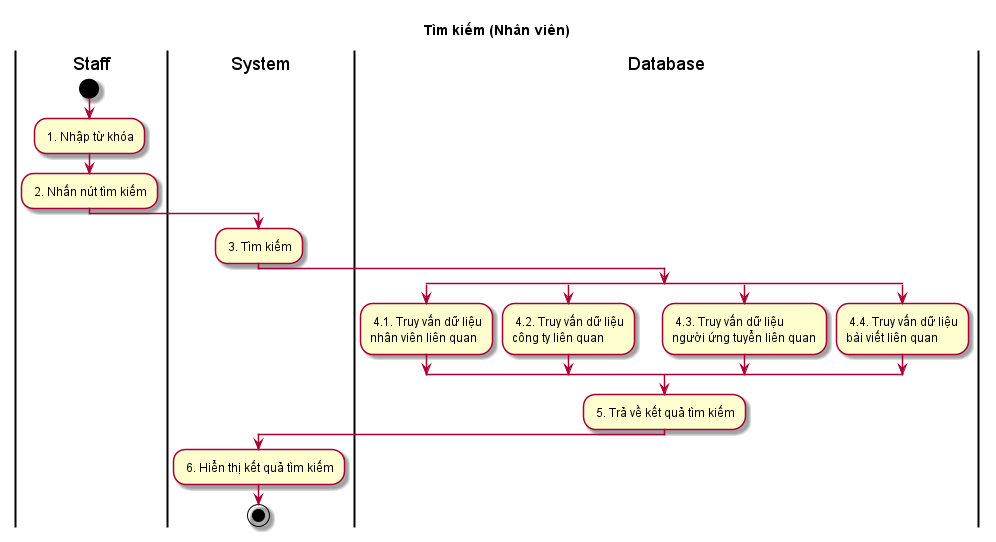 Tìm kiếm (Nhân viên)
Staff
System
Database
1. Nhập từ khóa
2. Nhấn nút tìm kiếm
3. Tìm kiếm
4.1. Truy vấn dữ liệu
nhân viên liên quan
4.2. Truy vấn dữ liệu
công ty liên quan
4.3. Truy vấn dữ liệu
người ứng tuyển liên quan
4.4. Truy vấn dữ liệu
bài viết liên quan
5. Trả về kết quả tìm kiếm
6. Hiển thị kết quả tìm kiếm